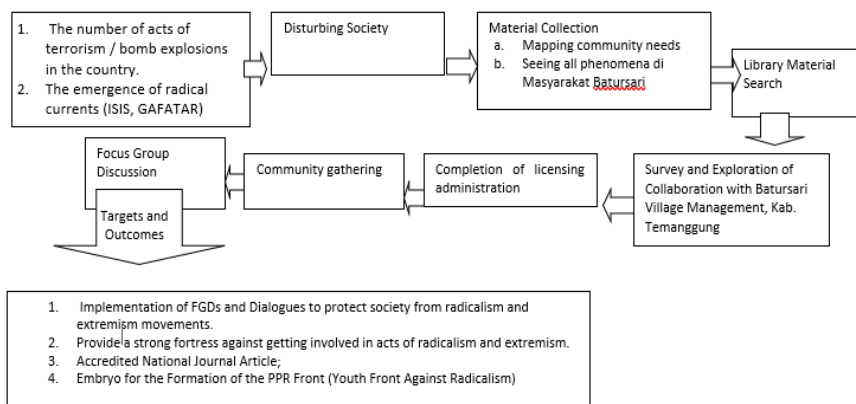 1. The number of acts of
terrorism / bomb explosions
in the country.
2. The emergence of radical
currents (ISIS, GAFATAR)
Disturbing Society
Material Collection
a. Mapping community needs
b. Seeing all phenomena di
Masyarakat Batursari
Library Material
Search
Survey and Exploration of
Collaboration with Batursari
Village Management, Kab.
Temanggung
Completion of licensing
administration
Community gathering
Focus Group
Discussion
Targets and
Outcomes
1. Implementation of FGDs and Dialogues to protect society from radicalism and
extremism movements.
2. Provide a strong fortress against getting involved in acts of radicalism and extremism.
3. Accredited National Journal Article;
4. Embryo for the Formation of the PPR Front (Youth Front Against Radicalism)